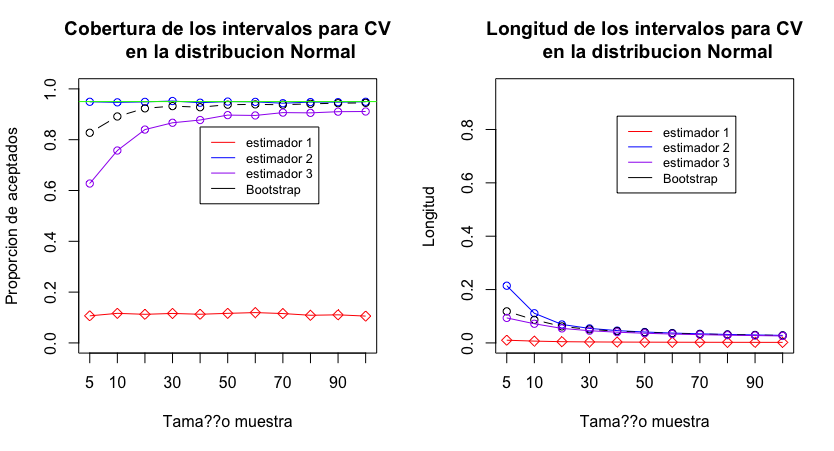 Cobertura de los intervalos para CV
en la distribucion Normal
Proporcion de aceptados
1.0
0.8
0.6
0.4
0.2
0.0
estimador 1
estimador 2
estimador 3
Bootstrap
5 10 30 50 70 90
Tama??o muestra
Longitud de los intervalos para CV
en la distribucion Normal
Longitud
0.8
0.6
0.4
0.2
0.0
estimador 1
estimador 2
estimador 3
Bootstrap
5 10 30 50 70 90
Tama??o muestra